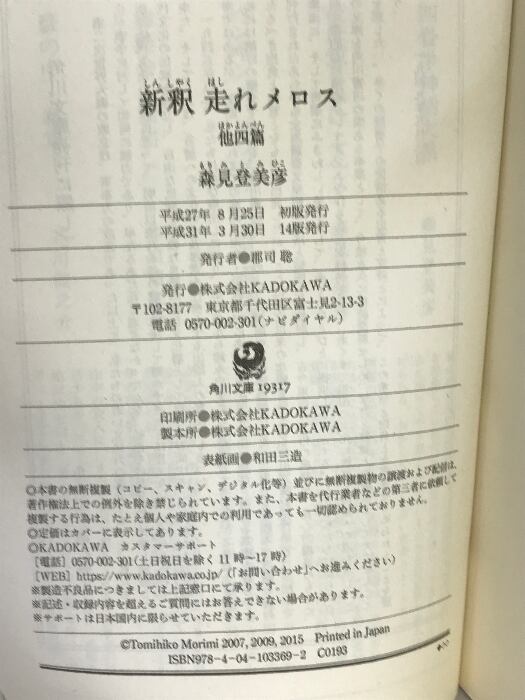 しんしゃく はし
新釈 走れメロス
ほかよんぺん
他四篇
もりみとみひこ
森見登美彦
平成27年 8月25日 初版発行
平成31年 3月30日 14版発行
発行者●郡司 聡
発行●株式会社KADOKAWA
〒102-8177 東京都千代田区富士見2-13-3
電話 0570-002-301(ナビダイヤル)
角川文庫 19317
印刷所●株式会社KADOKAWA
製本所●株式会社KADOKAWA
表紙画●和田三造
◎本書の無断複製(コピー、スキャン、デジタル化等)並びに無断複製物の譲渡および配信は、
著作権法上での例外を除き禁じられています。また、本書を代行業者などの第三者に依頼して
複製する行為は、たとえ個人や家庭内での利用であっても一切認められておりません。
◎定価はカバーに表示してあります。
◎KADOKAWA カスタマーサポート
[電話]0570-002-301(土日祝日を除く11時~17時)
[WEB]https://www.kadokawa.co.jp/(「お問い合わせ」へお進みください)
※製造不良品につきましては上記窓口にて承ります。
※記述・収録内容を超えるご質問にはお答えできない場合があります。
※サポートは日本国内に限らせていただきます。
©Tomihiko Morimi 2007, 2009, 2015 Printed in Japan
ISBN978-4-04-103369-2 C0193